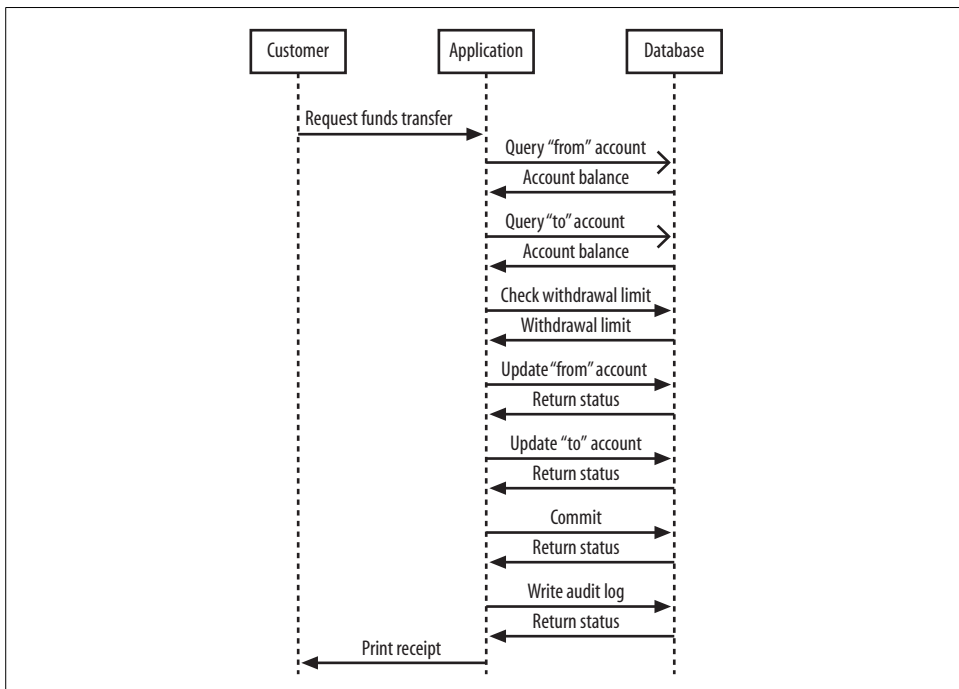 Customer
Application
Database
Request funds transfer
Query “from” account
Account balance
Query “to” account
Account balance
Check withdrawal limit
Withdrawal limit
Update “from” account
Return status
Update “to” account
Return status
Commit
Return status
Write audit log
Return status
Print receipt